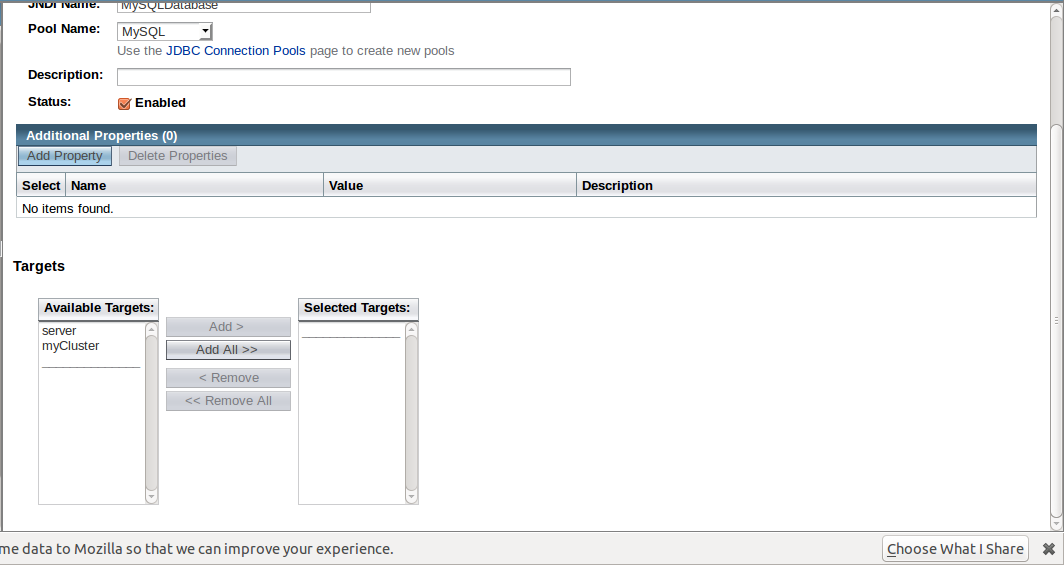 JNDI Name: MySQLDatabase
Pool Name: MySQL
Use the JDBC Connection Pools page to create new pools
Description:
Status: Enabled
Additional Properties (0)
Add Property Delete Properties
Select Name Value Description
No items found.
Targets
Available Targets: Selected Targets:
server
myCluster
Add >
Add All >>
< Remove
<< Remove All
me data to Mozilla so that we can improve your experience. Choose What I Share